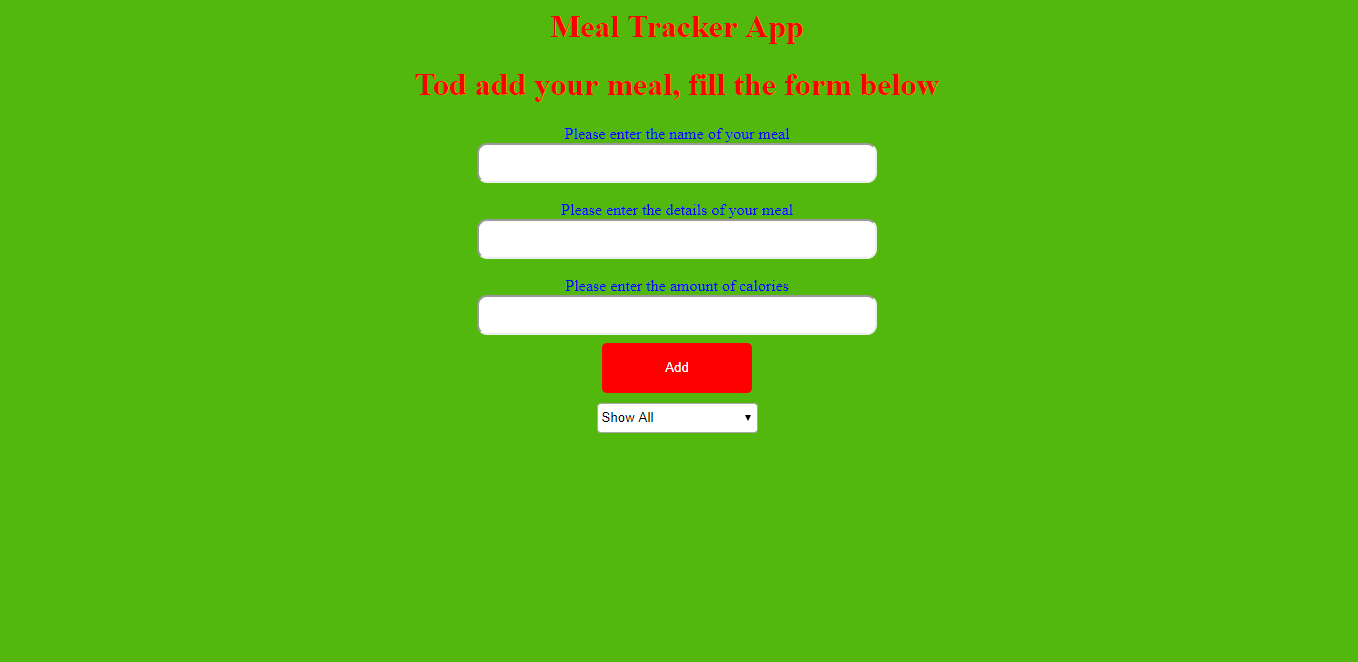 Meal Tracker App
Tod add your meal, fill the form below
Please enter the name of your meal
Please enter the details of your meal
Please enter the amount of calories
Add
Show All